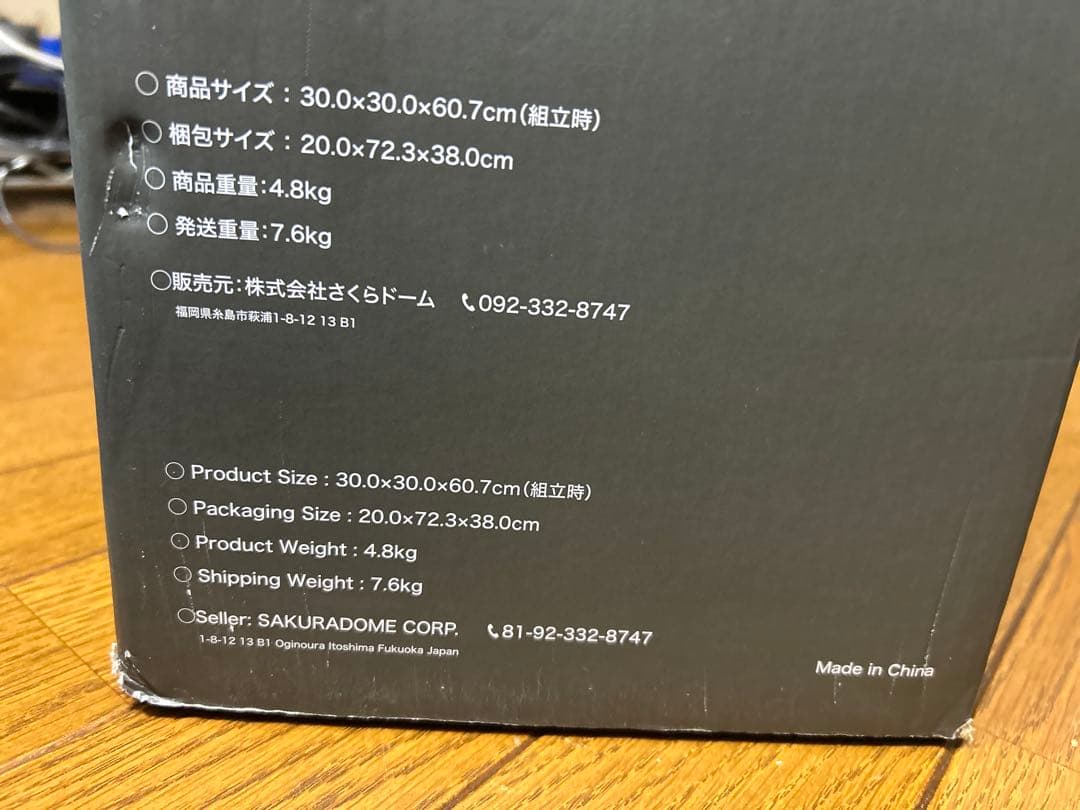 ○ 商品サイズ : 30.0×30.0×60.7cm(組立時)
○ 梱包サイズ : 20.0×72.3×38.0cm
○ 商品重量:4.8kg
○ 発送重量:7.6kg
○販売元:株式会社さくらドーム 📞092-332-8747
福岡県糸島市萩浦1-8-12 13 B1
○ Product Size : 30.0×30.0×60.7cm(組立時)
○ Packaging Size : 20.0×72.3×38.0cm
○ Product Weight : 4.8kg
○ Shipping Weight : 7.6kg
○Seller: SAKURADOME CORP. 📞81-92-332-8747
1-8-12 13 B1 Oginoura Itoshima Fukuoka Japan
Made in China